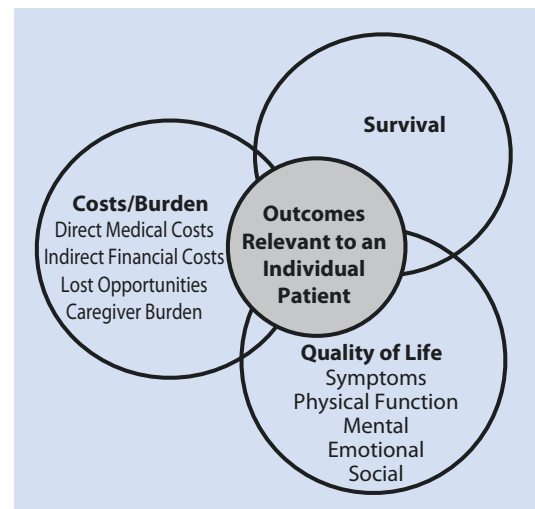 Survival
Costs/Burden
Direct Medical Costs
Indirect Financial Costs
Lost Opportunities
Caregiver Burden
Outcomes
Relevant to an
Individual
Patient
Quality of Life
Symptoms
Physical Function
Mental
Emotional
Social